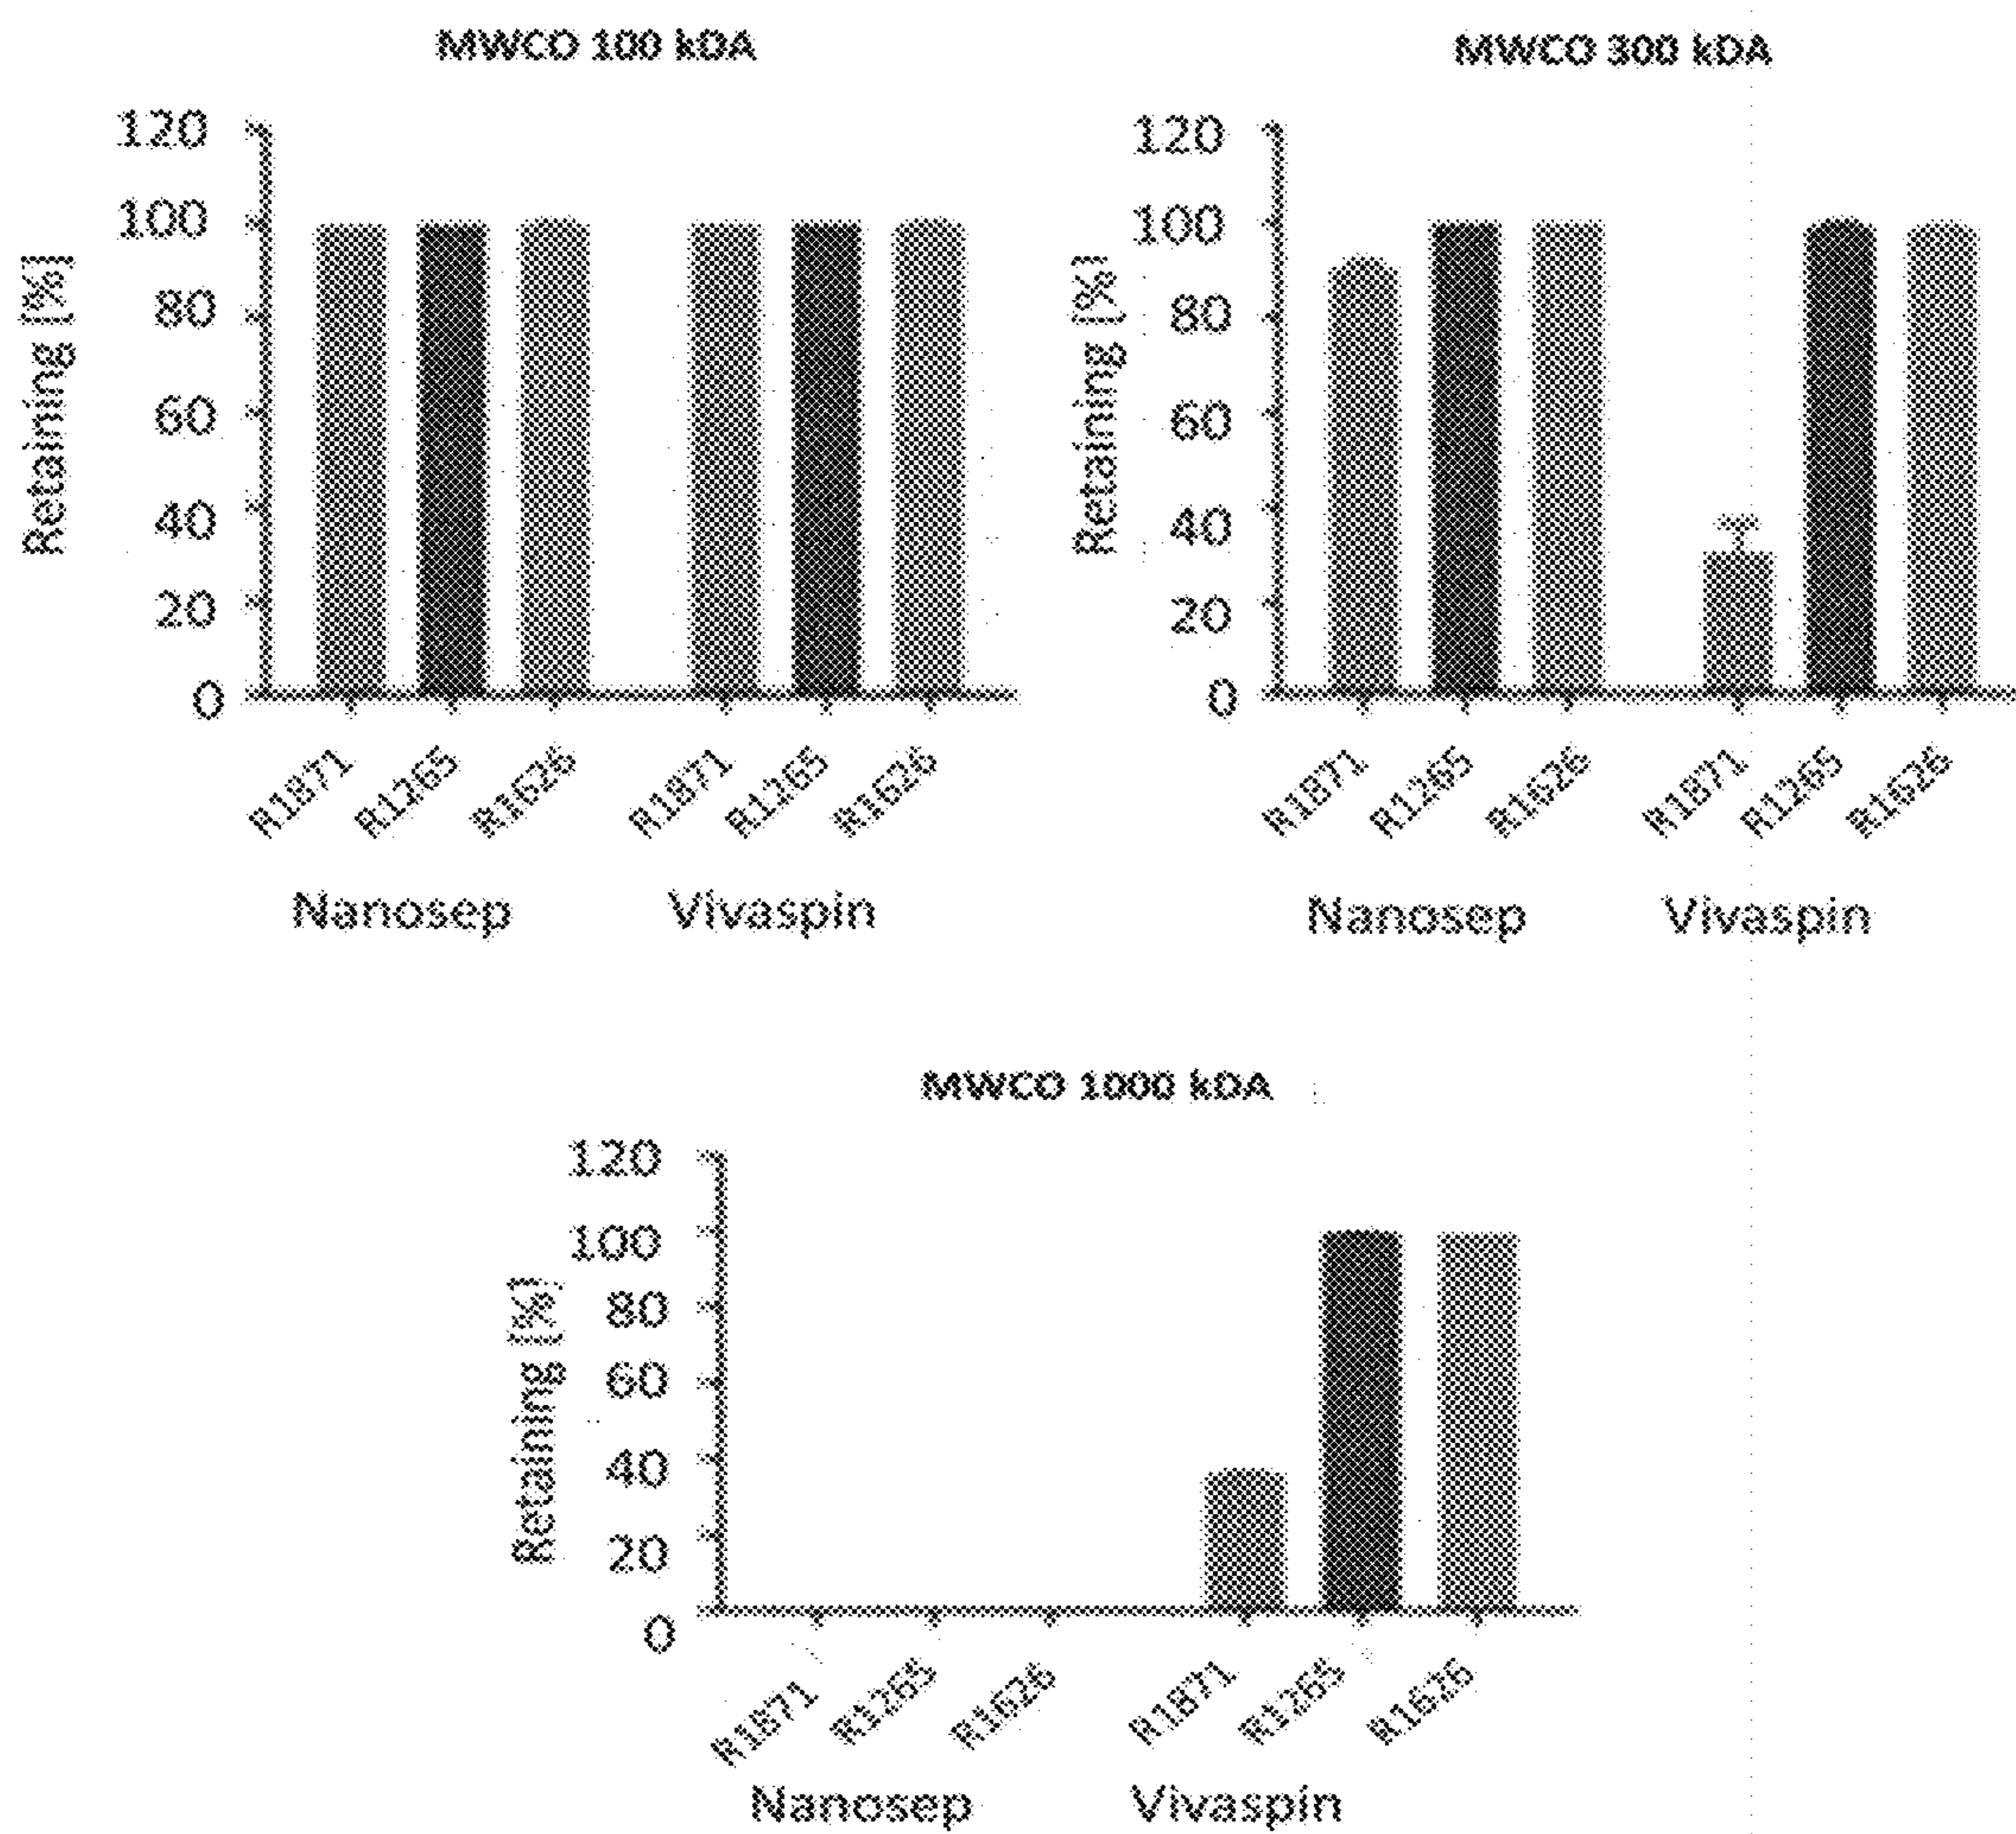 MWCO 100 kDA
120
100
80
60
40
20
0
Retaining [%]
R1871 R1265 R1626 R1871 R1265 R1626
Nanosep Vivaspin
MWCO 300 kDA
120
100
80
60
40
20
0
Retaining [%]
R1871 R1265 R1626 R1871 R1265 R1626
Nanosep Vivaspin
MWCO 1000 kDA
120
100
80
60
40
20
0
Retaining [%]
R1871 R1265 R1626 R1871 R1265 R1626
Nanosep Vivaspin